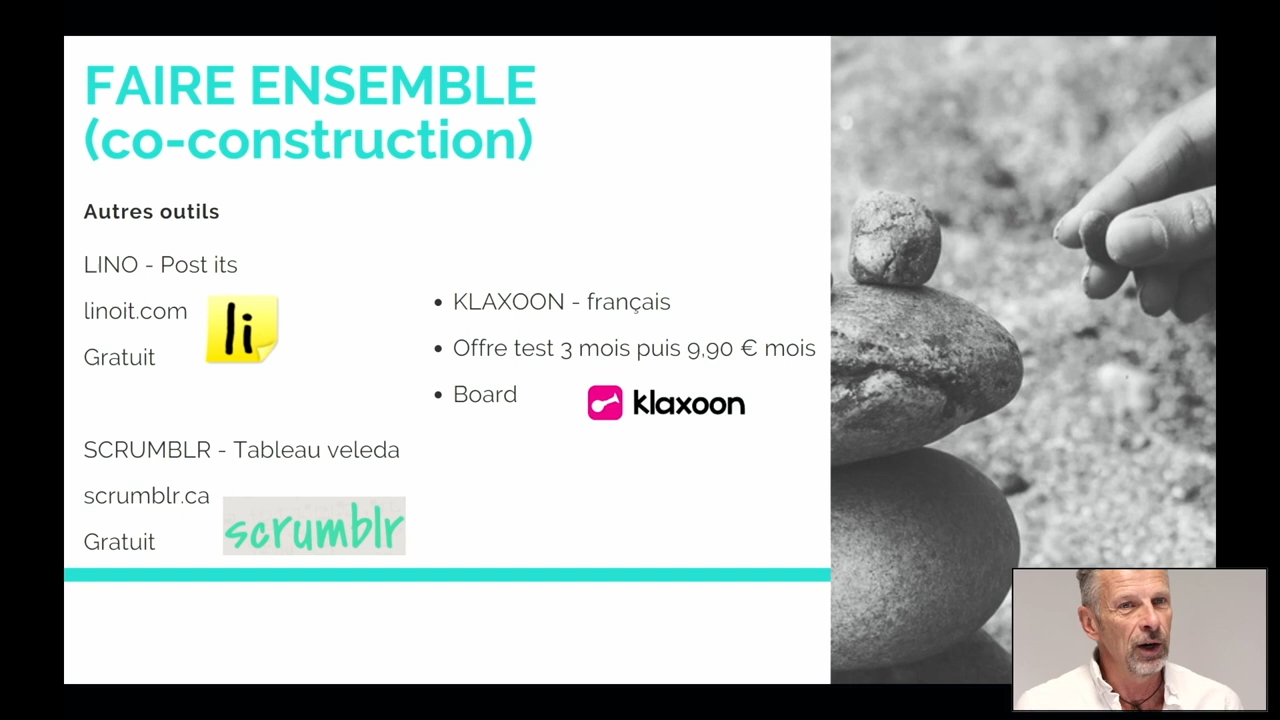 FAIRE ENSEMBLE
(co-construction)
Autres outils
LINO - Post its
linoit.com
li
Gratuit
SCRUMBLR - Tableau veleda
scrumblr.ca
scrumblr
Gratuit
• KLAXOON - français
• Offre test 3 mois puis 9,90 € mois
• Board
klaxoon